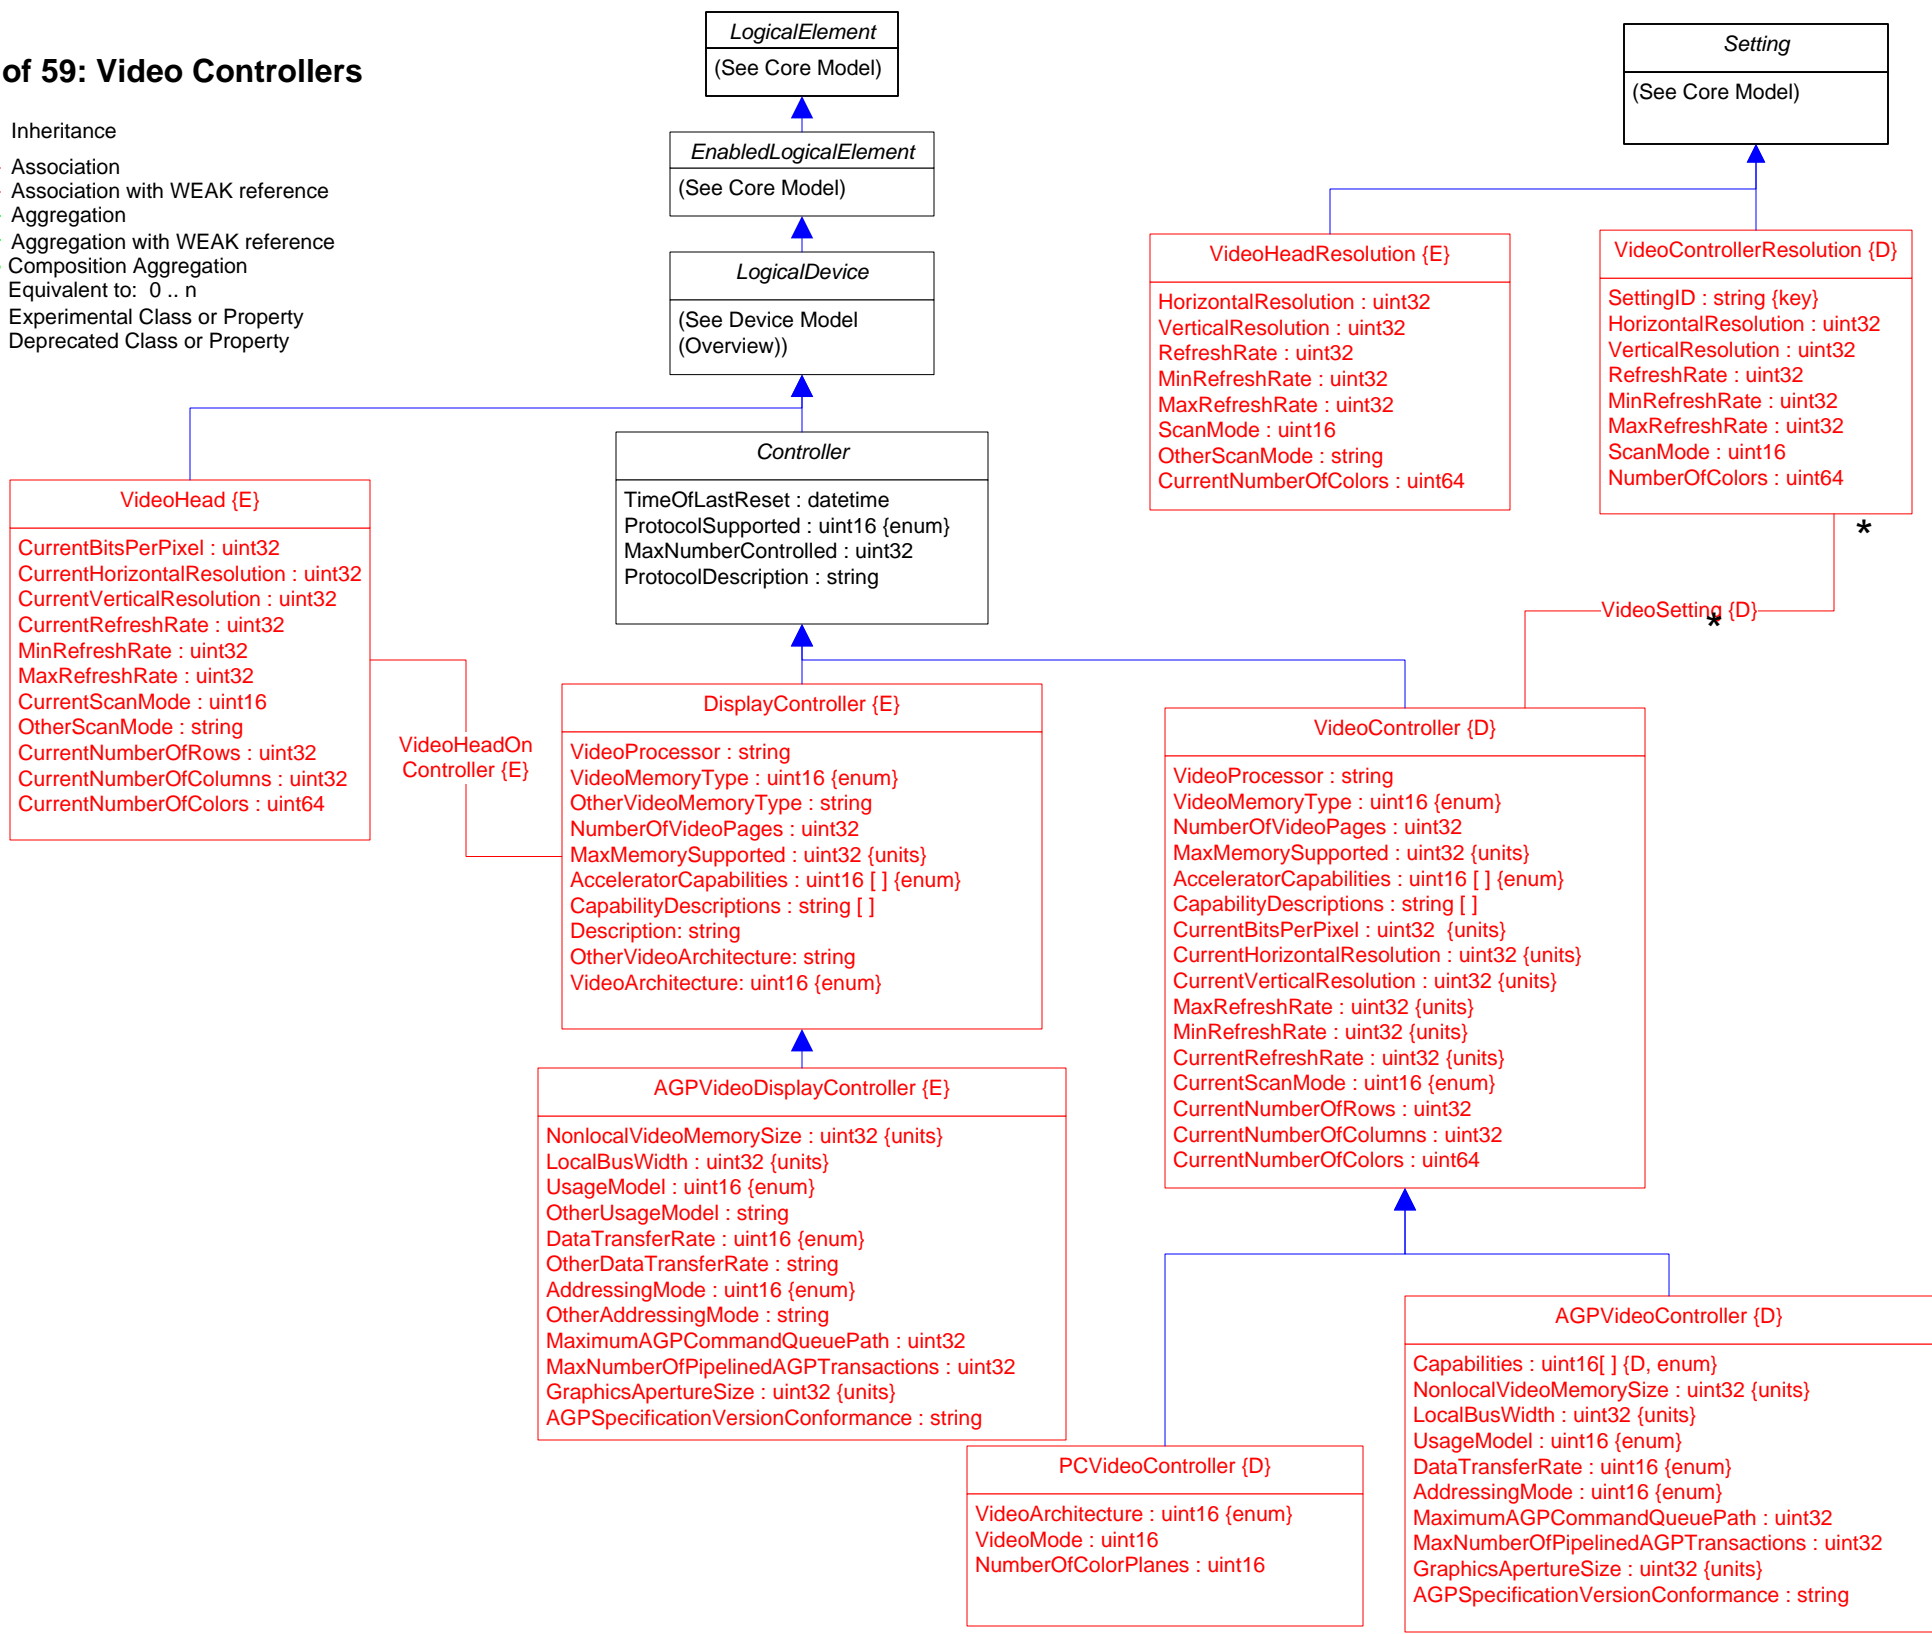 of 59: Video Controllers
Inheritance
Association
Association with WEAK reference
Aggregation
Aggregation with WEAK reference
Composition Aggregation
Equivalent to: 0 .. n
Experimental Class or Property
Deprecated Class or Property
LogicalElement
(See Core Model)
EnabledLogicalElement
(See Core Model)
LogicalDevice
(See Device Model
(Overview))
Setting
(See Core Model)
VideoHeadResolution {E}
HorizontalResolution : uint32
VerticalResolution : uint32
RefreshRate : uint32
MinRefreshRate : uint32
MaxRefreshRate : uint32
ScanMode : uint16
OtherScanMode : string
CurrentNumberOfColors : uint64
VideoControllerResolution {D}
SettingID : string {key}
HorizontalResolution : uint32
VerticalResolution : uint32
RefreshRate : uint32
MinRefreshRate : uint32
MaxRefreshRate : uint32
ScanMode : uint16
NumberOfColors : uint64
*
VideoSetting {D}
*
Controller
TimeOfLastReset : datetime
ProtocolSupported : uint16 {enum}
MaxNumberControlled : uint32
ProtocolDescription : string
VideoHead {E}
CurrentBitsPerPixel : uint32
CurrentHorizontalResolution : uint32
CurrentVerticalResolution : uint32
CurrentRefreshRate : uint32
MinRefreshRate : uint32
MaxRefreshRate : uint32
CurrentScanMode : uint16
OtherScanMode : string
CurrentNumberOfRows : uint32
CurrentNumberOfColumns : uint32
CurrentNumberOfColors : uint64
VideoHeadOn
Controller {E}
DisplayController {E}
VideoProcessor : string
VideoMemoryType : uint16 {enum}
OtherVideoMemoryType : string
NumberOfVideoPages : uint32
MaxMemorySupported : uint32 {units}
AcceleratorCapabilities : uint16 [ ] {enum}
CapabilityDescriptions : string [ ]
Description: string
OtherVideoArchitecture: string
VideoArchitecture: uint16 {enum}
VideoController {D}
VideoProcessor : string
VideoMemoryType : uint16 {enum}
NumberOfVideoPages : uint32
MaxMemorySupported : uint32 {units}
AcceleratorCapabilities : uint16 [ ] {enum}
CapabilityDescriptions : string [ ]
CurrentBitsPerPixel : uint32 {units}
CurrentHorizontalResolution : uint32 {units}
CurrentVerticalResolution : uint32 {units}
MaxRefreshRate : uint32 {units}
MinRefreshRate : uint32 {units}
CurrentRefreshRate : uint32 {units}
CurrentScanMode : uint16 {enum}
CurrentNumberOfRows : uint32
CurrentNumberOfColumns : uint32
CurrentNumberOfColors : uint64
AGPVideoDisplayController {E}
NonlocalVideoMemorySize : uint32 {units}
LocalBusWidth : uint32 {units}
UsageModel : uint16 {enum}
OtherUsageModel : string
DataTransferRate : uint16 {enum}
OtherDataTransferRate : string
AddressingMode : uint16 {enum}
OtherAddressingMode : string
MaximumAGPCommandQueuePath : uint32
MaxNumberOfPipelinedAGPTransactions : uint32
GraphicsApertureSize : uint32 {units}
AGPSpecificationVersionConformance : string
PCVideoController {D}
VideoArchitecture : uint16 {enum}
VideoMode : uint16
NumberOfColorPlanes : uint16
AGPVideoController {D}
Capabilities : uint16[ ] {D, enum}
NonlocalVideoMemorySize : uint32 {units}
LocalBusWidth : uint32 {units}
UsageModel : uint16 {enum}
DataTransferRate : uint16 {enum}
AddressingMode : uint16 {enum}
MaximumAGPCommandQueuePath : uint32
MaxNumberOfPipelinedAGPTransactions : uint32
GraphicsApertureSize : uint32 {units}
AGPSpecificationVersionConformance : string